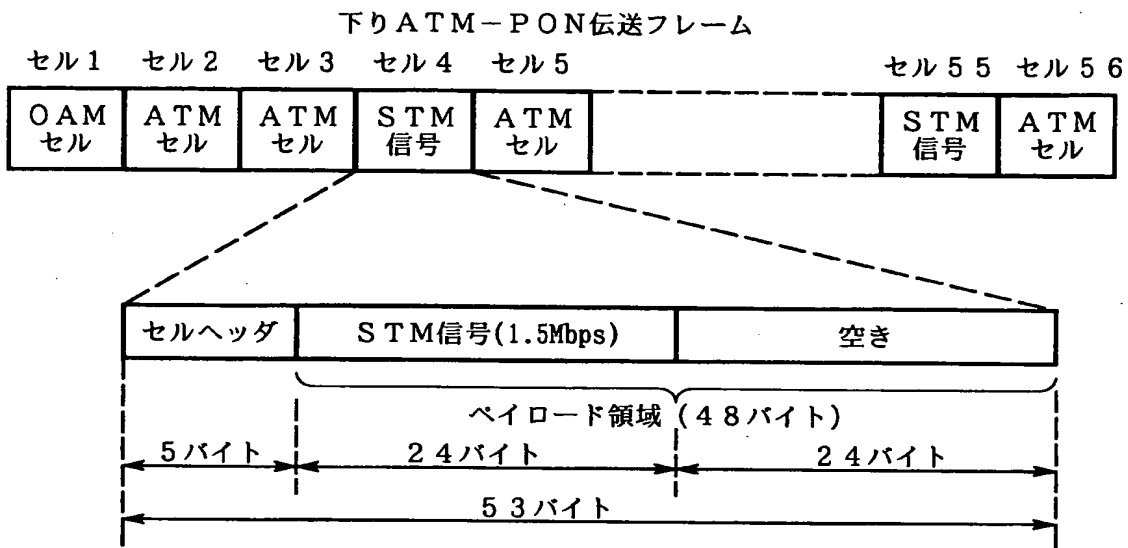 下りATM-PON伝送フレーム
セル1 セル2 セル3 セル4 セル5 セル55 セル56
OAM ATM ATM STM ATM STM ATM
セル セル セル 信号 セル 信号 セル
セルヘッダ STM信号(1.5Mbps) 空き
ペイロード領域(48バイト)
5バイト 24バイト 24バイト
53バイト